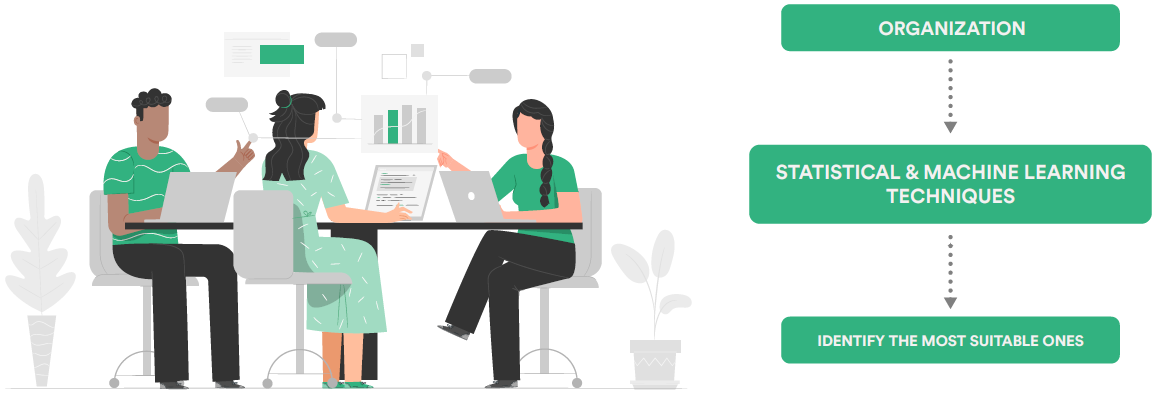 ORGANIZATION
STATISTICAL & MACHINE LEARNING
TECHNIQUES
IDENTIFY THE MOST SUITABLE ONES